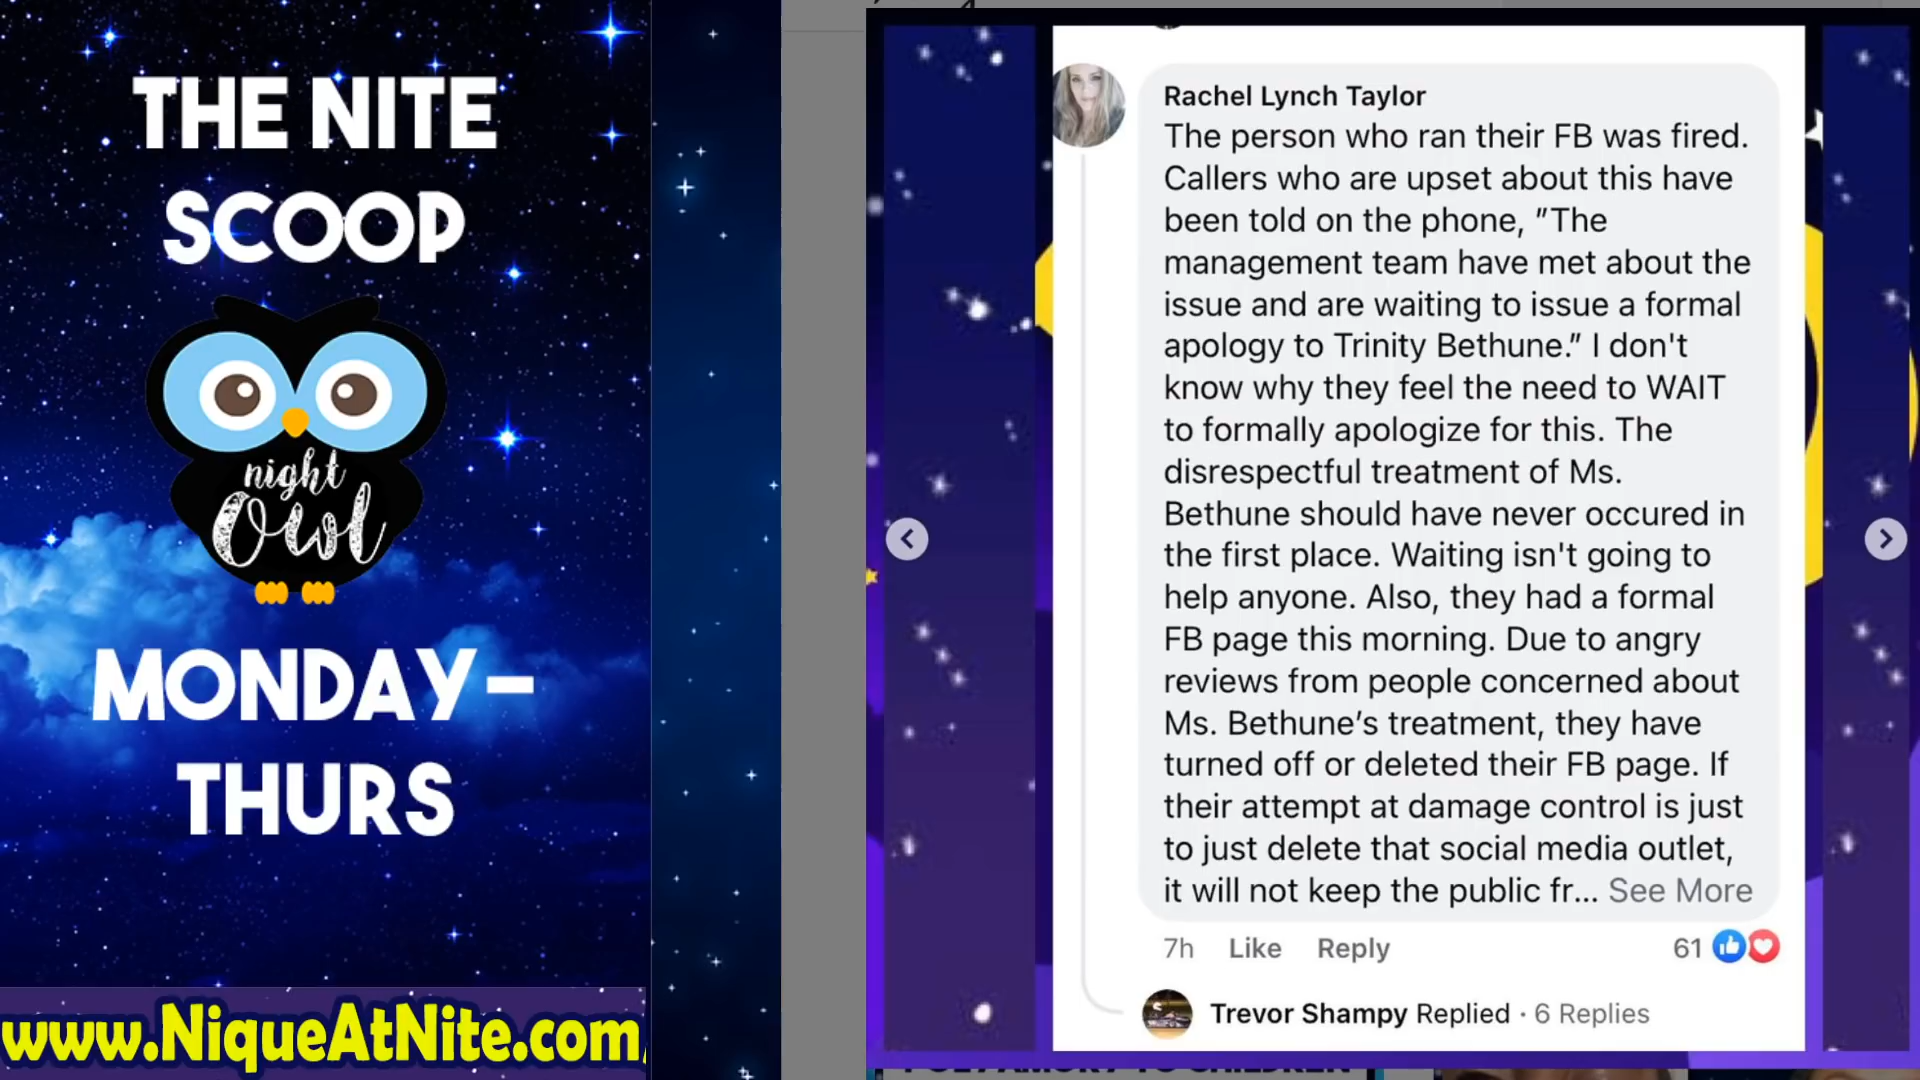 THE NITE
SCOOP
night
Owl
MONDAY-
THURS
www.NiqueAtNite.com
Rachel Lynch Taylor
The person who ran their FB was fired.
Callers who are upset about this have
been told on the phone, "The
management team have met about the
issue and are waiting to issue a formal
apology to Trinity Bethune.” I don't
know why they feel the need to WAIT
to formally apologize for this. The
disrespectful treatment of Ms.
Bethune should have never occured in
the first place. Waiting isn't going to
help anyone. Also, they had a formal
FB page this morning. Due to angry
reviews from people concerned about
Ms. Bethune’s treatment, they have
turned off or deleted their FB page. If
their attempt at damage control is just
to just delete that social media outlet,
it will not keep the public fr... See More
7h Like Reply 61
Trevor Shampy Replied · 6 Replies